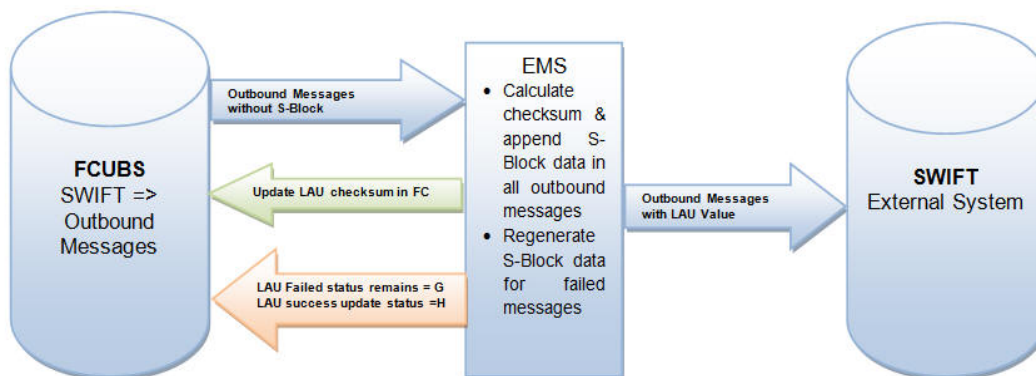 FCUBS
SWIFT =>
Outbound
Messages
Outbound Messages
without S-Block
Update LAU checksum in FC
LAU Failed status remains = G
LAU success update status =H
EMS
• Calculate
checksum &
append S-
Block data in
all outbound
messages
• Regenerate
S-Block data
for failed
messages
Outbound Messages
with LAU Value
SWIFT
External System